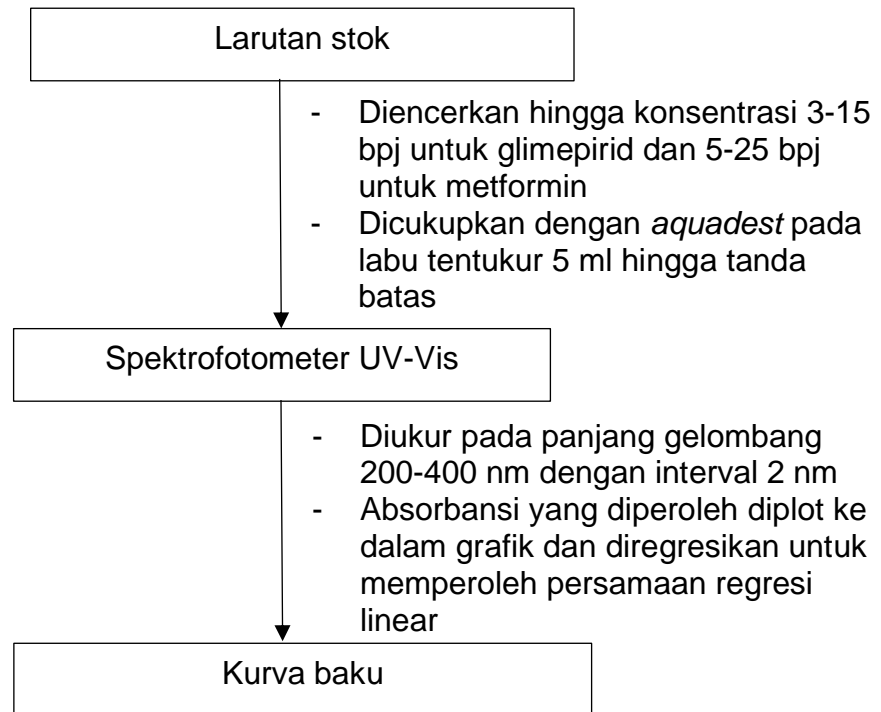 Larutan stok
- Diencerkan hingga konsentrasi 3-15
bpj untuk glimepirid dan 5-25 bpj
untuk metformin
- Dicukupkan dengan aquadest pada
labu tentukur 5 ml hingga tanda
batas
Spektrofotometer UV-Vis
- Diukur pada panjang gelombang
200-400 nm dengan interval 2 nm
- Absorbansi yang diperoleh diplot ke
dalam grafik dan diregresikan untuk
memperoleh persamaan regresi
linear
Kurva baku